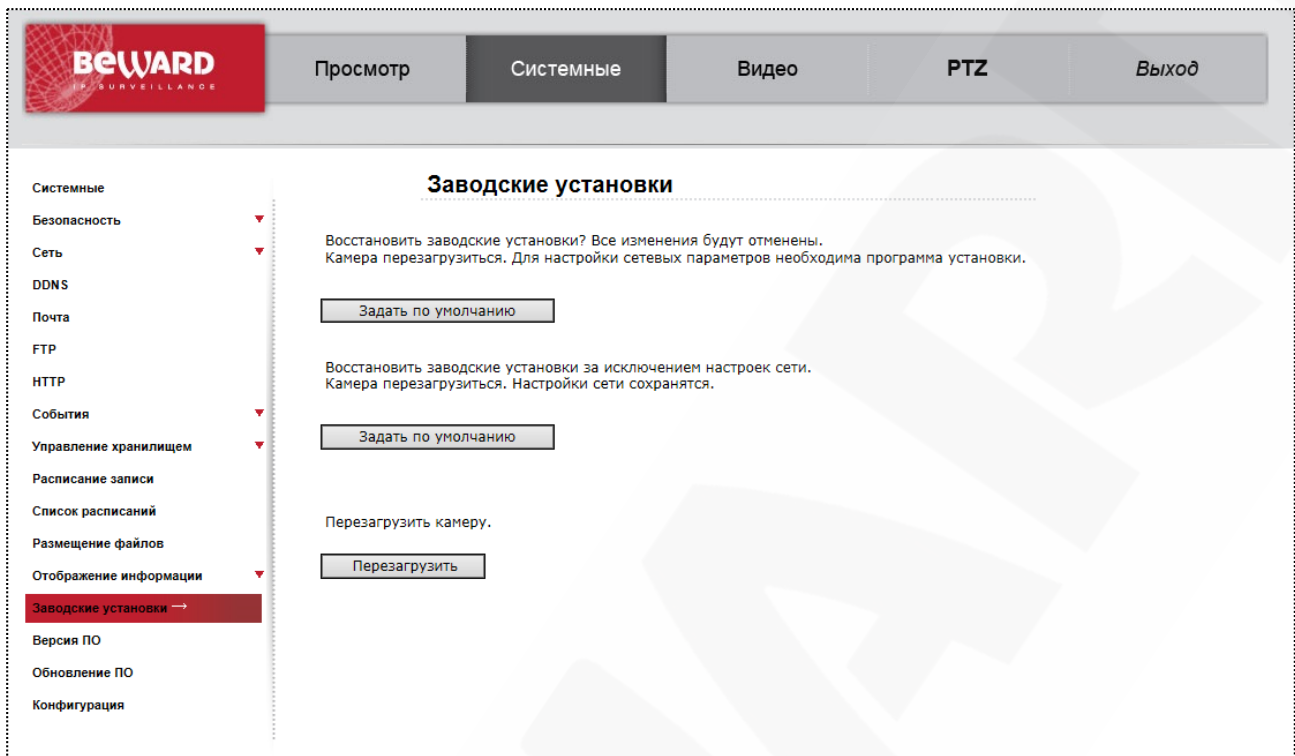 BEWARD
IP SURVEILLANCE
Просмотр
Системные
Видео
PTZ
Выход
Системные
Безопасность
Сеть
DDNS
Почта
FTP
HTTP
События
Управление хранилищем
Расписание записи
Список расписаний
Размещение файлов
Отображение информации
Заводские установки →
Версия ПО
Обновление ПО
Конфигурация
Заводские установки
Восстановить заводские установки? Все изменения будут отменены.
Камера перезагрузиться. Для настройки сетевых параметров необходима программа установки.
Задать по умолчанию
Восстановить заводские установки за исключением настроек сети.
Камера перезагрузиться. Настройки сети сохранятся.
Задать по умолчанию
Перезагрузить камеру.
Перезагрузить